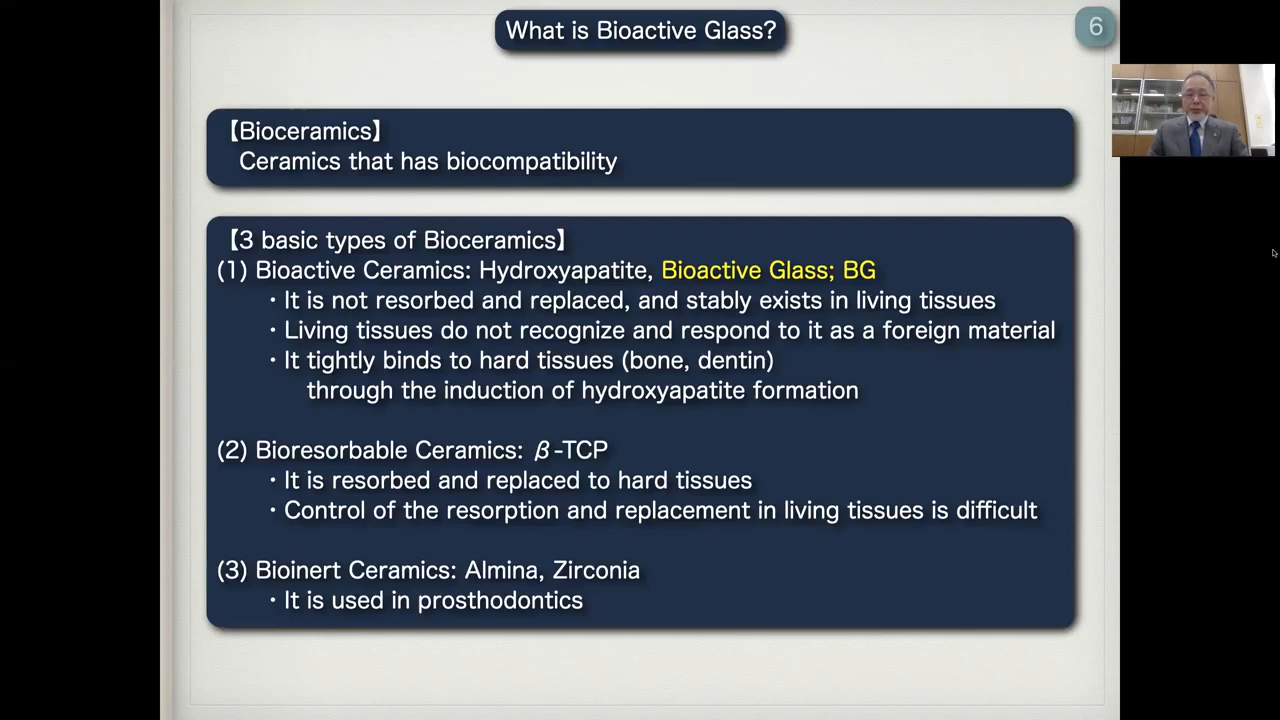 What is Bioactive Glass?
6
【Bioceramics】
Ceramics that has biocompatibility
【3 basic types of Bioceramics】
(1) Bioactive Ceramics: Hydroxyapatite, Bioactive Glass; BG
・It is not resorbed and replaced, and stably exists in living tissues
・Living tissues do not recognize and respond to it as a foreign material
・It tightly binds to hard tissues (bone, dentin)
through the induction of hydroxyapatite formation
(2) Bioresorbable Ceramics: β-TCP
・It is resorbed and replaced to hard tissues
・Control of the resorption and replacement in living tissues is difficult
(3) Bioinert Ceramics: Almina, Zirconia
・It is used in prosthodontics